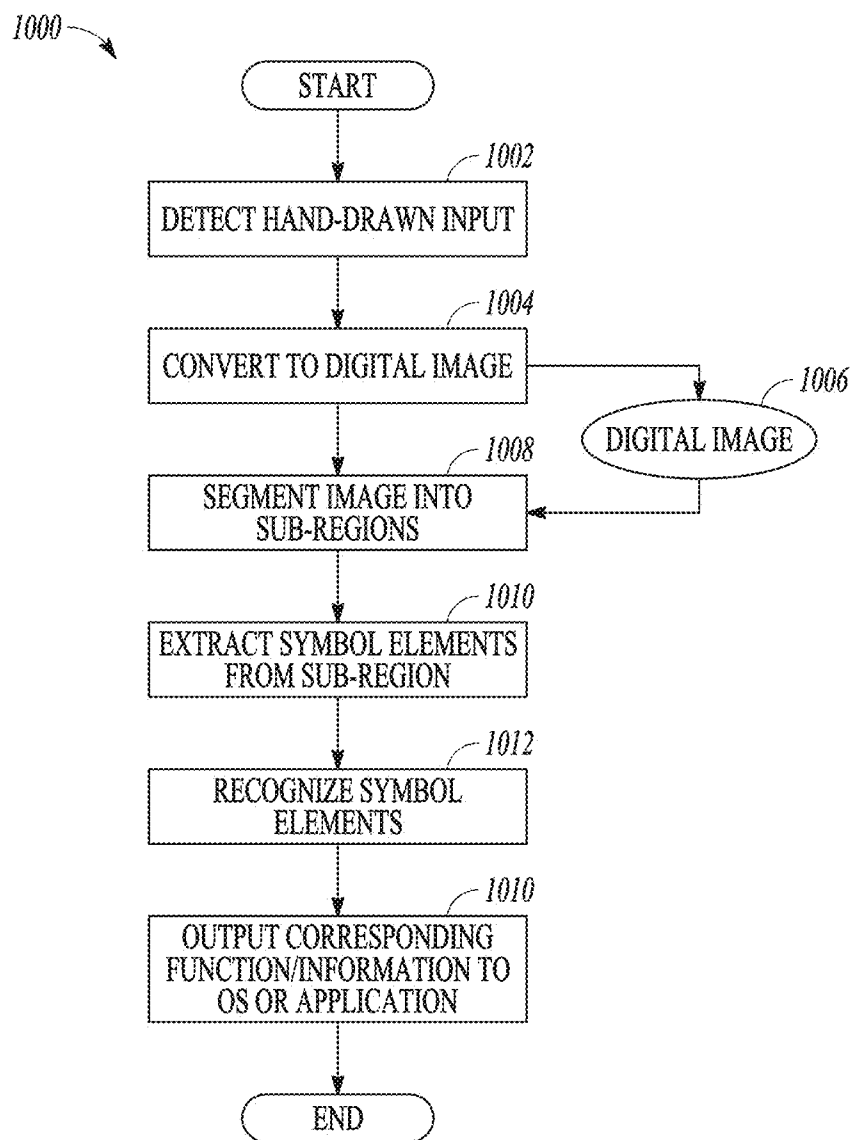 1000
START
1002
DETECT HAND-DRAWN INPUT
1004
CONVERT TO DIGITAL IMAGE
1006
DIGITAL IMAGE
1008
SEGMENT IMAGE INTO
SUB-REGIONS
1010
EXTRACT SYMBOL ELEMENTS
FROM SUB-REGION
1012
RECOGNIZE SYMBOL
ELEMENTS
1010
OUTPUT CORRESPONDING
FUNCTION/INFORMATION TO
OS OR APPLICATION
END